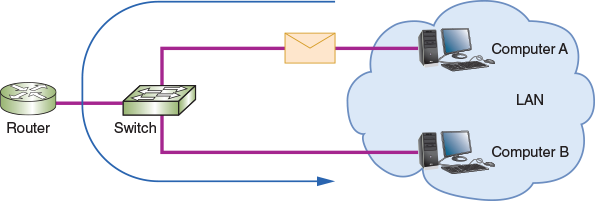 Computer A
LAN
Router
Switch
Computer B